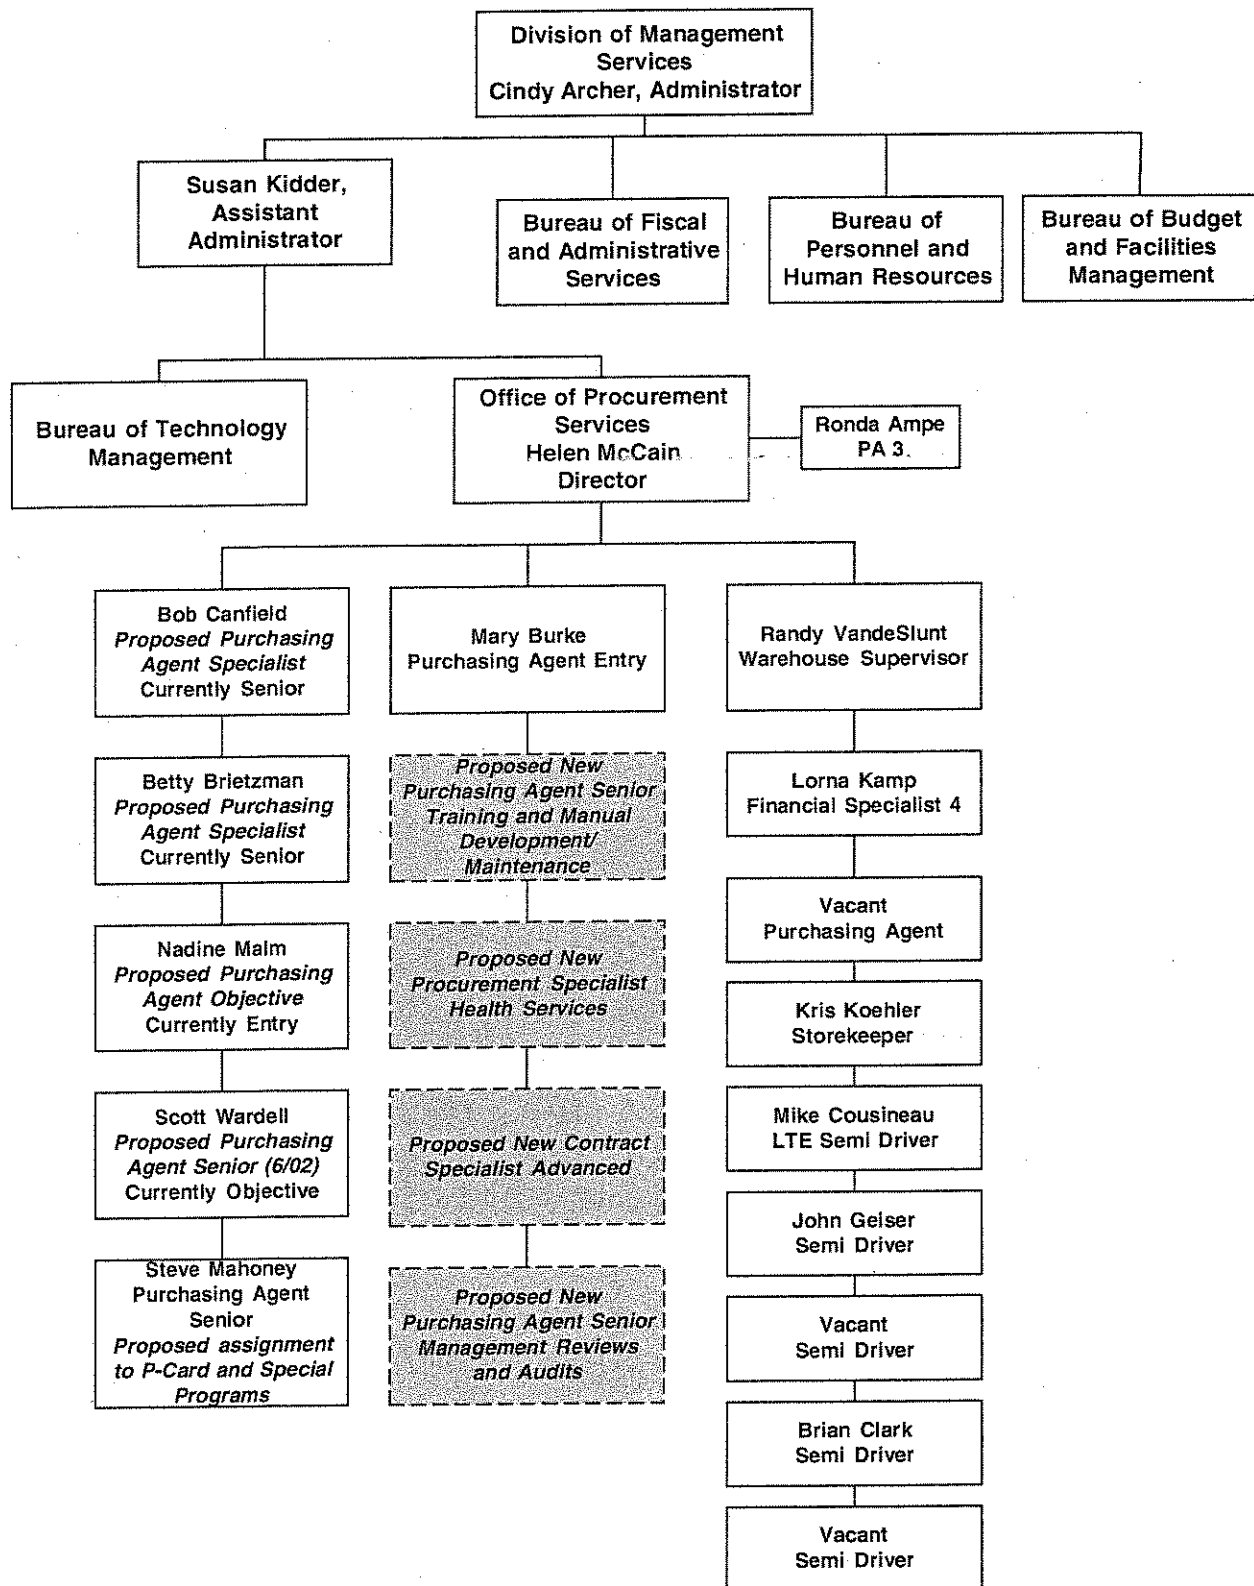 Division of Management
Services
Cindy Archer, Administrator
Susan Kidder,
Assistant
Administrator
Bureau of Fiscal
and Administrative
Services
Bureau of
Personnel and
Human Resources
Bureau of Budget
and Facilities
Management
Bureau of Technology
Management
Office of Procurement
Services
Helen McCain
Director
Ronda Ampe
PA 3
Bob Canfield
Proposed Purchasing
Agent Specialist
Currently Senior
Mary Burke
Purchasing Agent Entry
Randy VandeSlunt
Warehouse Supervisor
Betty Brietzman
Proposed Purchasing
Agent Specialist
Currently Senior
Proposed New
Purchasing Agent Senior
Training and Manual
Development/
Maintenance
Lorna Kamp
Financial Specialist 4
Vacant
Purchasing Agent
Nadine Malm
Proposed Purchasing
Agent Objective
Currently Entry
Proposed New
Procurement Specialist
Health Services
Kris Koehler
Storekeeper
Scott Wardell
Proposed Purchasing
Agent Senior (6/02)
Currently Objective
Proposed New Contract
Specialist Advanced
Mike Cousineau
LTE Semi Driver
John Geiser
Semi Driver
Steve Mahoney
Purchasing Agent
Senior
Proposed assignment
to P-Card and Special
Programs
Proposed New
Purchasing Agent Senior
Management Reviews
and Audits
Vacant
Semi Driver
Brian Clark
Semi Driver
Vacant
Semi Driver